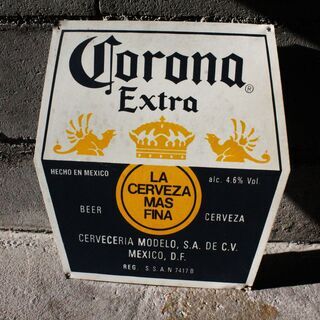 Corona
Extra
®
HECHO EN MEXICO
alc. 4.6% Vol.
LA
CERVEZA
MAS
FINA
BEER
CERVEZA
CERVECERIA MODELO, S.A. DE C.V.
MEXICO, D.F.
REG. S.S.A. N 7417 B